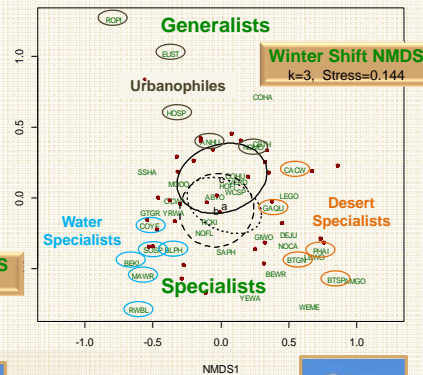 Generalists
Winter Shift NMDS
k=3, Stress=0.144
Urbanophiles
ROPI
EUST
HOSP
COHA
ANHU
SSHA
MODO
CACW
WCSP
LEGO
GAQU
Desert
Specialists
Water
Specialists
GTGR YRWA
COYE
NOFL
BLPH
BEKI
MAWR
RWBL
SAPH
GIWO
DEJU
NOCA
PHAI
BTGN
BEWR
BTSP
YEWA
WEME
Specialists
a
b
1.0
0.5
0.0
-1.0 -0.5 0.0 0.5 1.0
NMDS1
S